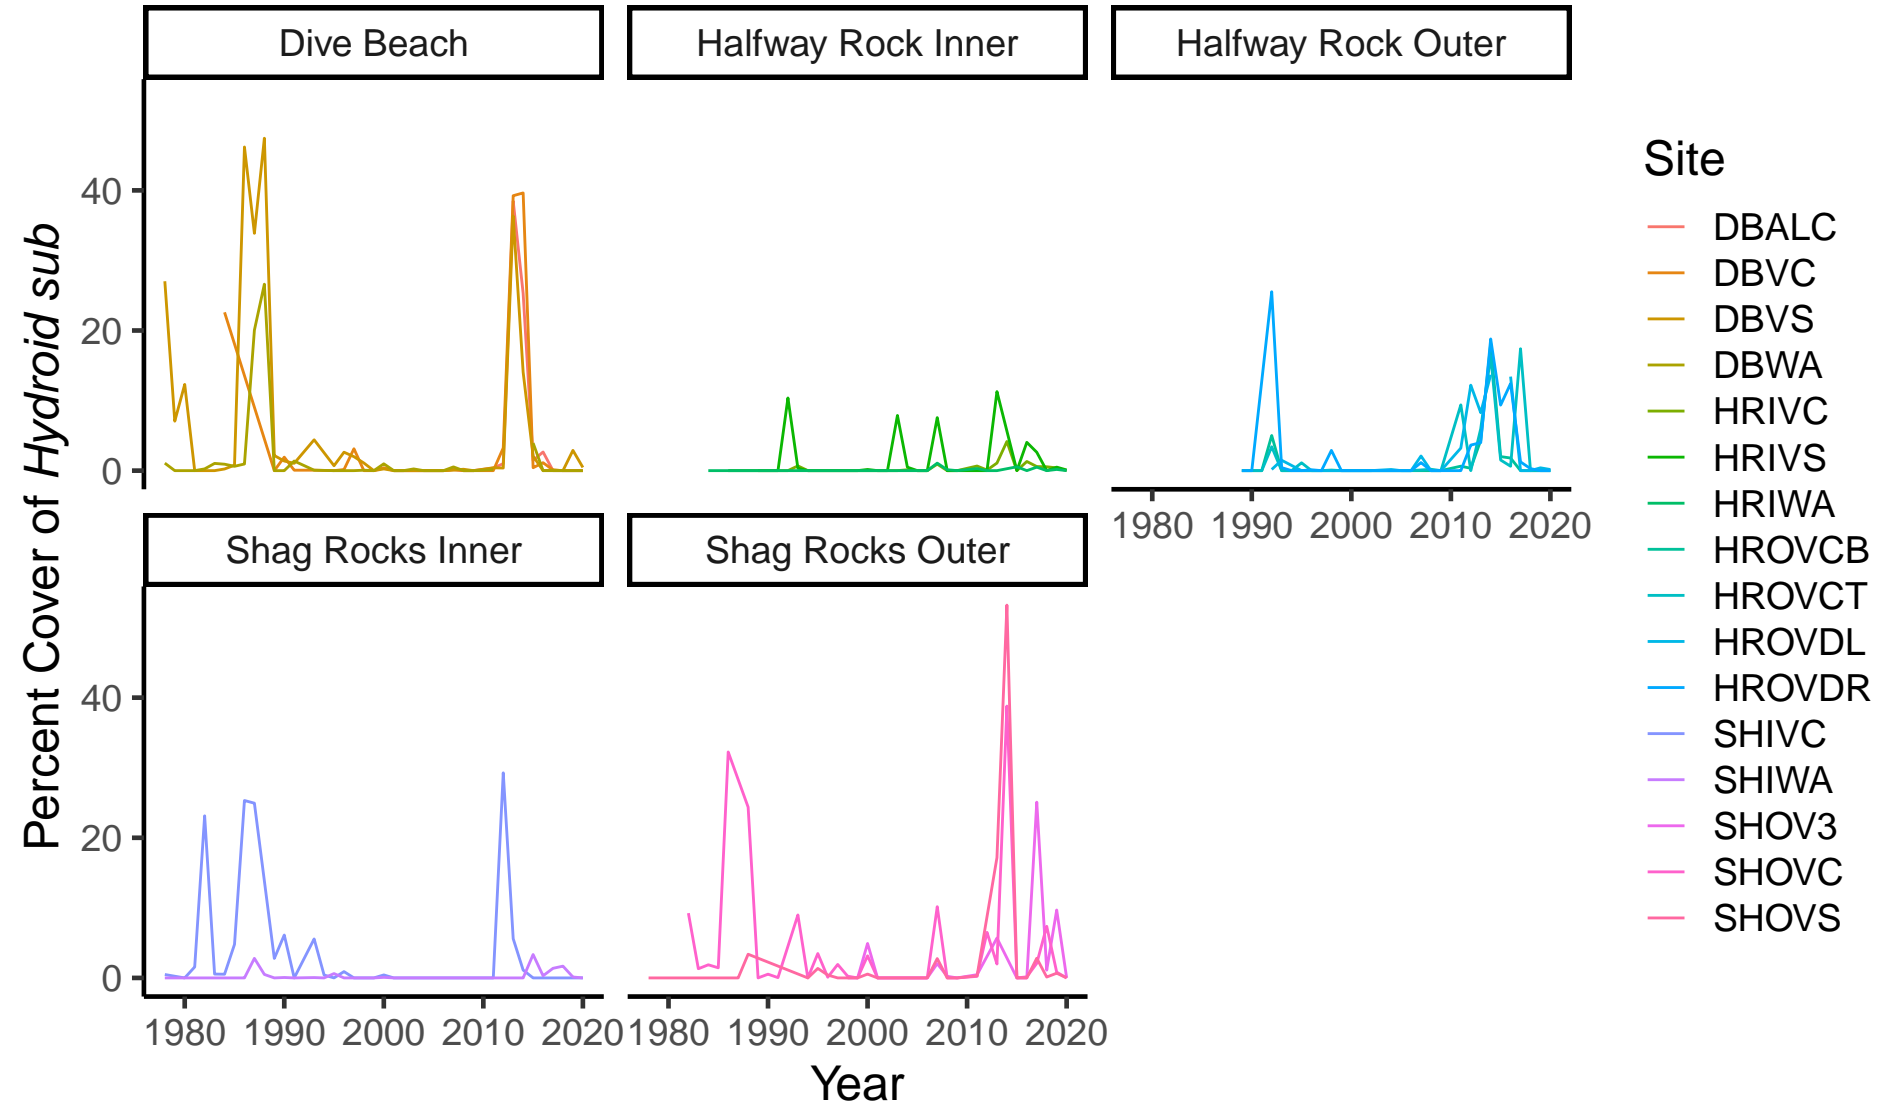 Dive Beach
Halfway Rock Inner
Halfway Rock Outer
40
20
0
1980 1990 2000 2010 2020
Shag Rocks Inner
Shag Rocks Outer
40
20
0
1980 1990 2000 2010 2020
1980 1990 2000 2010 2020
Year
Percent Cover of Hydroid sub
Site
DBALC
DBVC
DBVS
DBWA
HRIVC
HRIVS
HRIWA
HROVCB
HROVCT
HROVDL
HROVDR
SHIVC
SHIWA
SHOV3
SHOVC
SHOVS